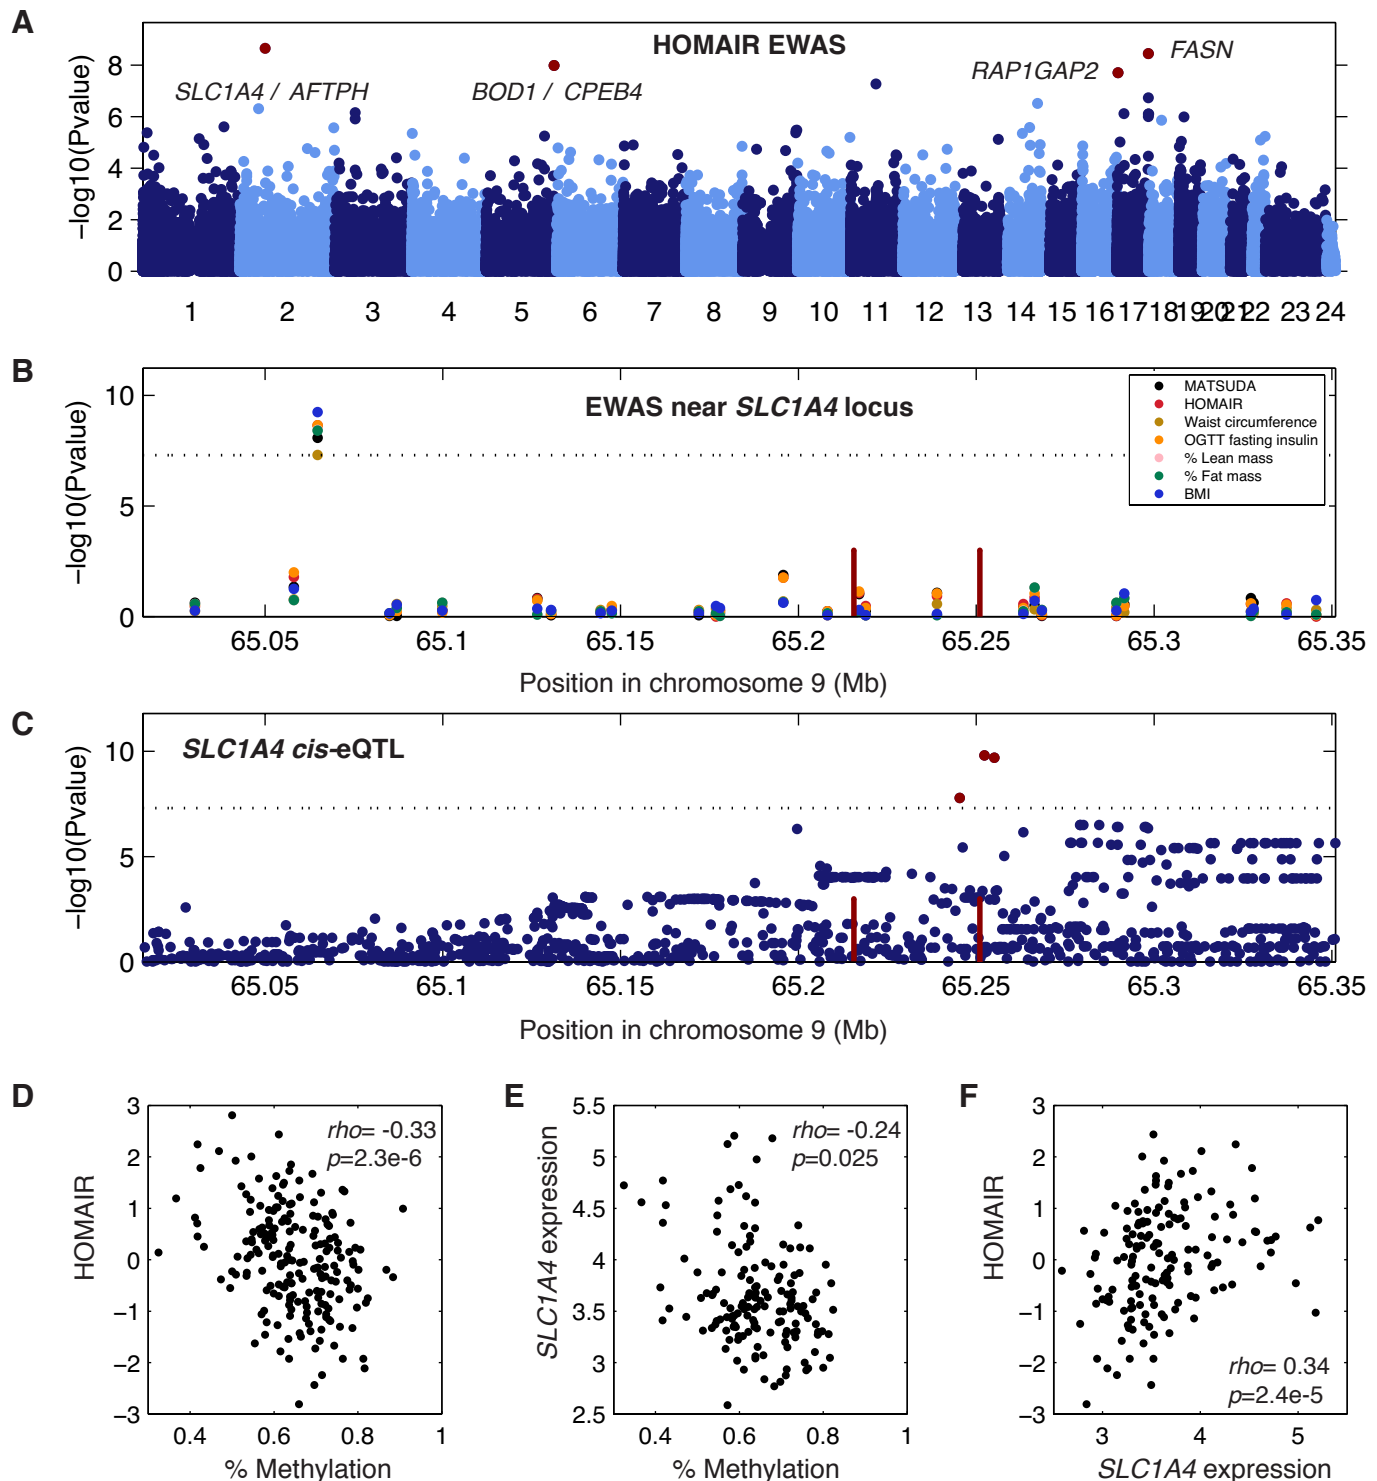 A
HOMAIR EWAS
−log10(Pvalue)
8
6
4
2
0
SLC1A4 / AFTPH
BOD1 / CPEB4
RAP1GAP2
FASN
1 2 3 4 5 6 7 8 9 10 11 12 13 14 15 16 17 18 19 20 21 22 23 24
B
EWAS near SLC1A4 locus
−log10(Pvalue)
10
5
0
MATSUDA
HOMAIR
Waist circumference
OGTT fasting insulin
% Lean mass
% Fat mass
BMI
65.05 65.1 65.15 65.2 65.25 65.3 65.35
Position in chromosome 9 (Mb)
C
SLC1A4 cis-eQTL
−log10(Pvalue)
10
5
0
65.05 65.1 65.15 65.2 65.25 65.3 65.35
Position in chromosome 9 (Mb)
D
HOMAIR
3
2
1
0
−1
−2
−3
rho= -0.33
p=2.3e-6
0.4 0.6 0.8 1
% Methylation
E
SLC1A4 expression
5.5
5
4.5
4
3.5
3
2.5
rho= -0.24
p=0.025
0.4 0.6 0.8 1
% Methylation
F
HOMAIR
3
2
1
0
−1
−2
−3
rho= 0.34
p=2.4e-5
3 4 5
SLC1A4 expression